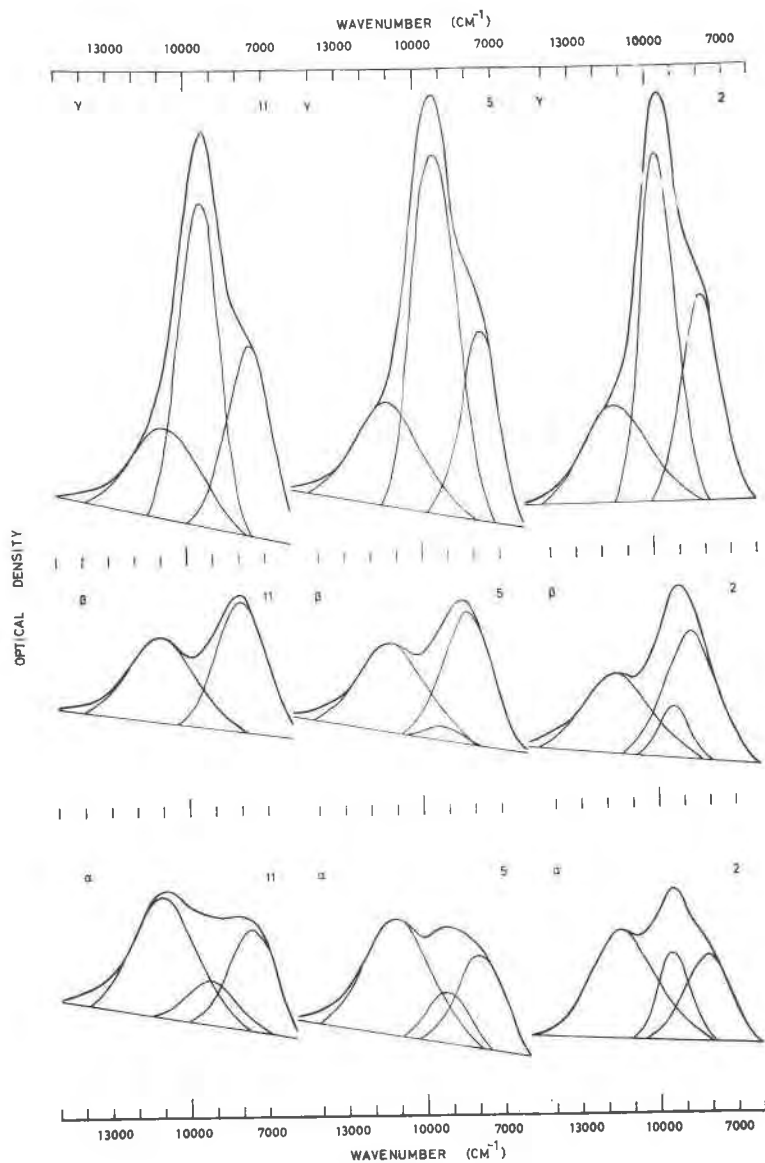 WAVENUMBER (CM⁻¹)
13000 10000 7000 13000 10000 7000 13000 10000 7000
γ 11 γ 5 γ 2
OPTICAL DENSITY
β 11 β 5 β 2
α 11 α 5 α 2
13000 10000 7000 13000 10000 7000 13000 10000 7000
WAVENUMBER (CM⁻¹)